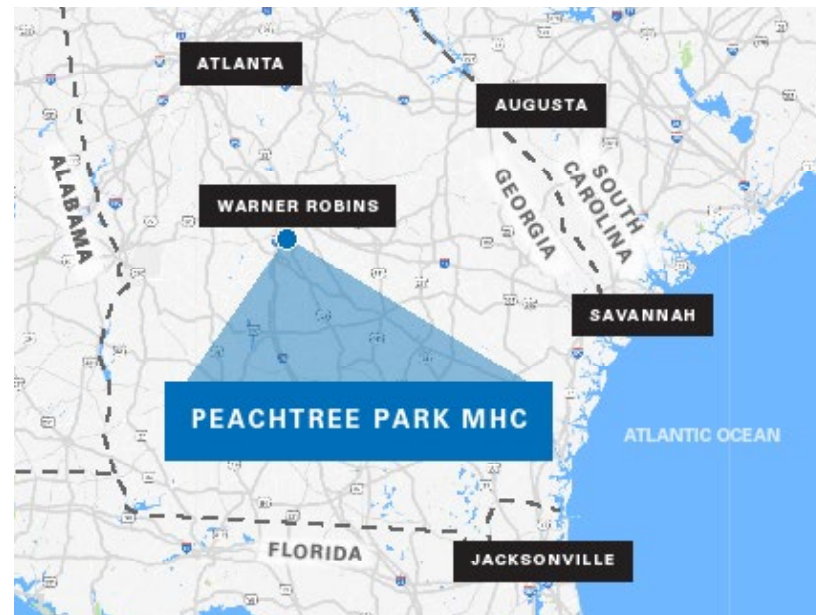 ATLANTA
AUGUSTA
ALABAMA
WARNER ROBINS
GEORGIA
SOUTH
CAROLINA
SAVANNAH
PEACHTREE PARK MHC
ATLANTIC OCEAN
FLORIDA
JACKSONVILLE